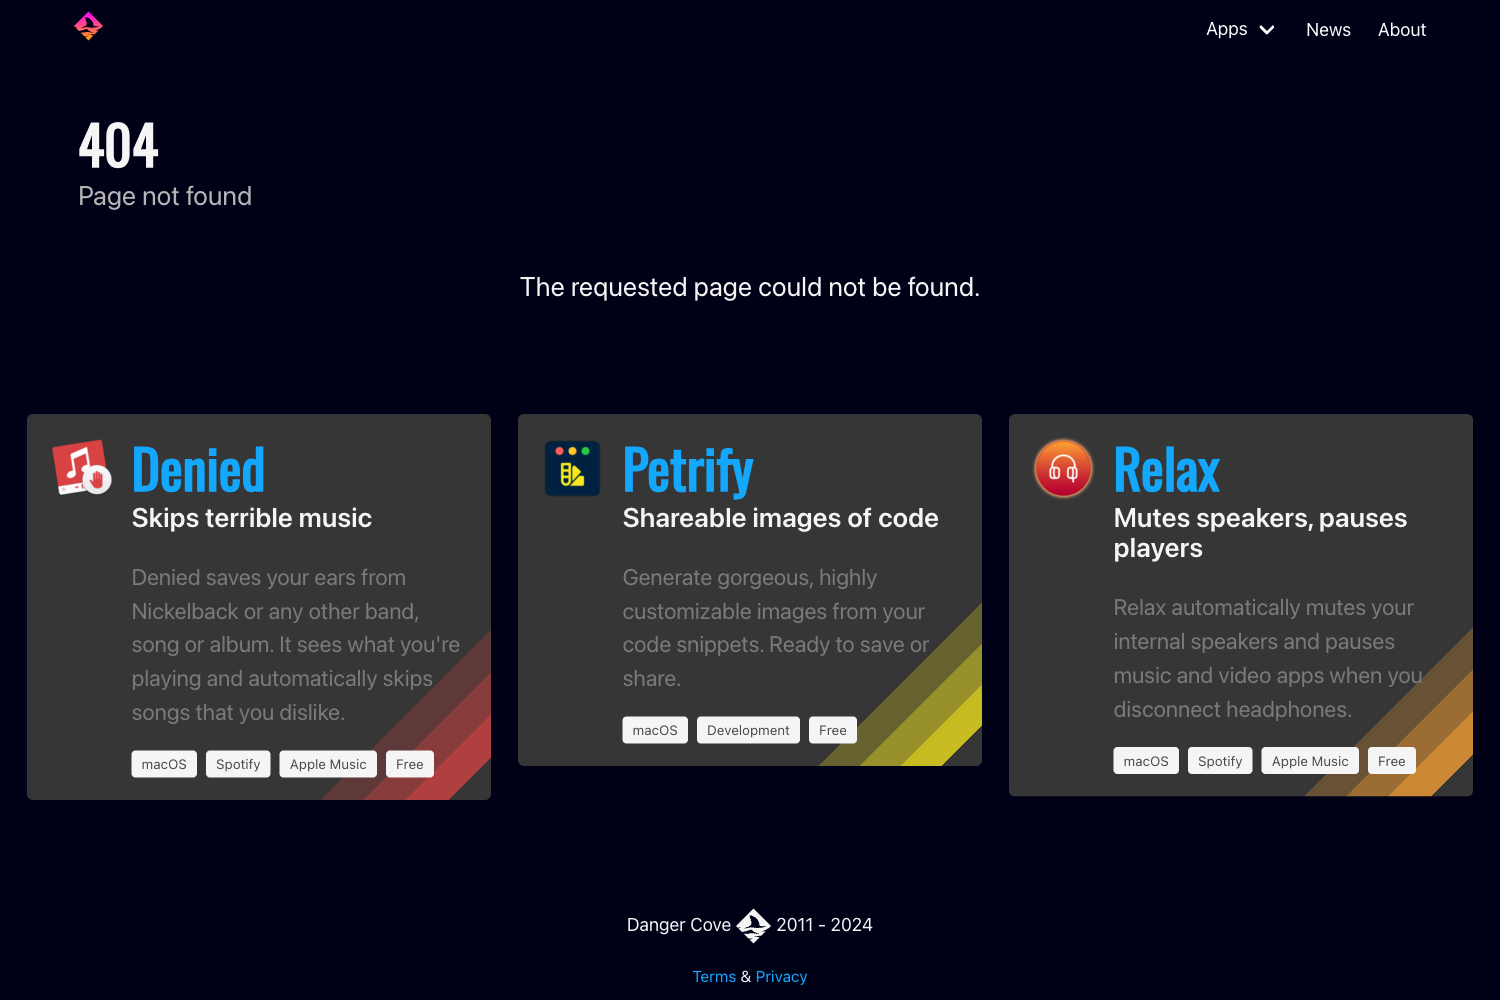 Apps
News
About
404
Page not found
The requested page could not be found.
Denied
Skips terrible music
Denied saves your ears from
Nickelback or any other band,
song or album. It sees what you're
playing and automatically skips
songs that you dislike.
macOS
Spotify
Apple Music
Free
Petrify
Shareable images of code
Generate gorgeous, highly
customizable images from your
code snippets. Ready to save or
share.
macOS
Development
Free
Relax
Mutes speakers, pauses
players
Relax automatically mutes your
internal speakers and pauses
music and video apps when you
disconnect headphones.
macOS
Spotify
Apple Music
Free
Danger Cove 2011 - 2024
Terms & Privacy